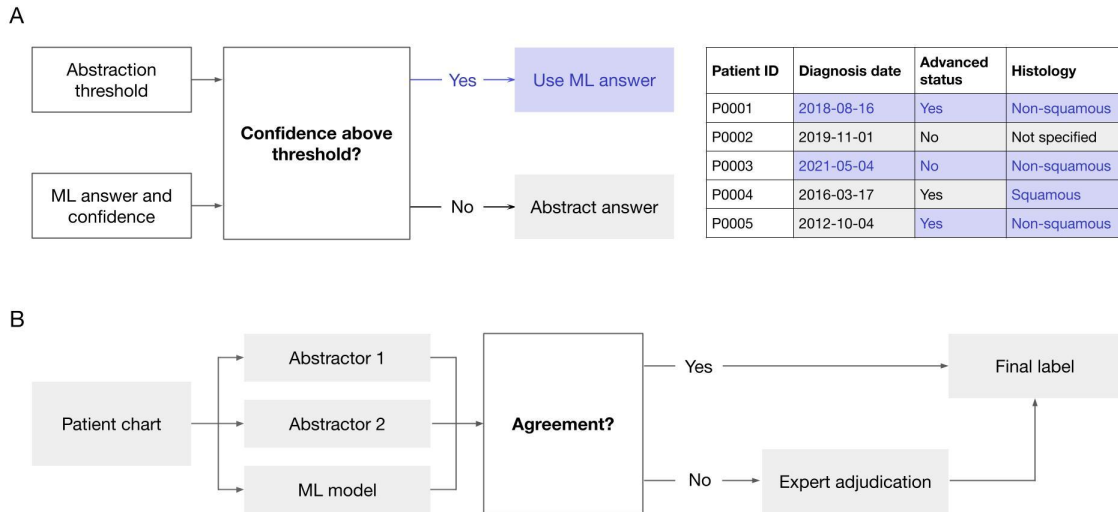 A
Abstraction
threshold
ML answer and
confidence
Confidence above
threshold?
Yes
Use ML answer
No
Abstract answer
Patient ID Diagnosis date Advanced status Histology
P0001 2018-08-16 Yes Non-squamous
P0002 2019-11-01 No Not specified
P0003 2021-05-04 No Non-squamous
P0004 2016-03-17 Yes Squamous
P0005 2012-10-04 Yes Non-squamous
B
Patient chart
Abstractor 1
Abstractor 2
ML model
Agreement?
Yes
Final label
No
Expert adjudication